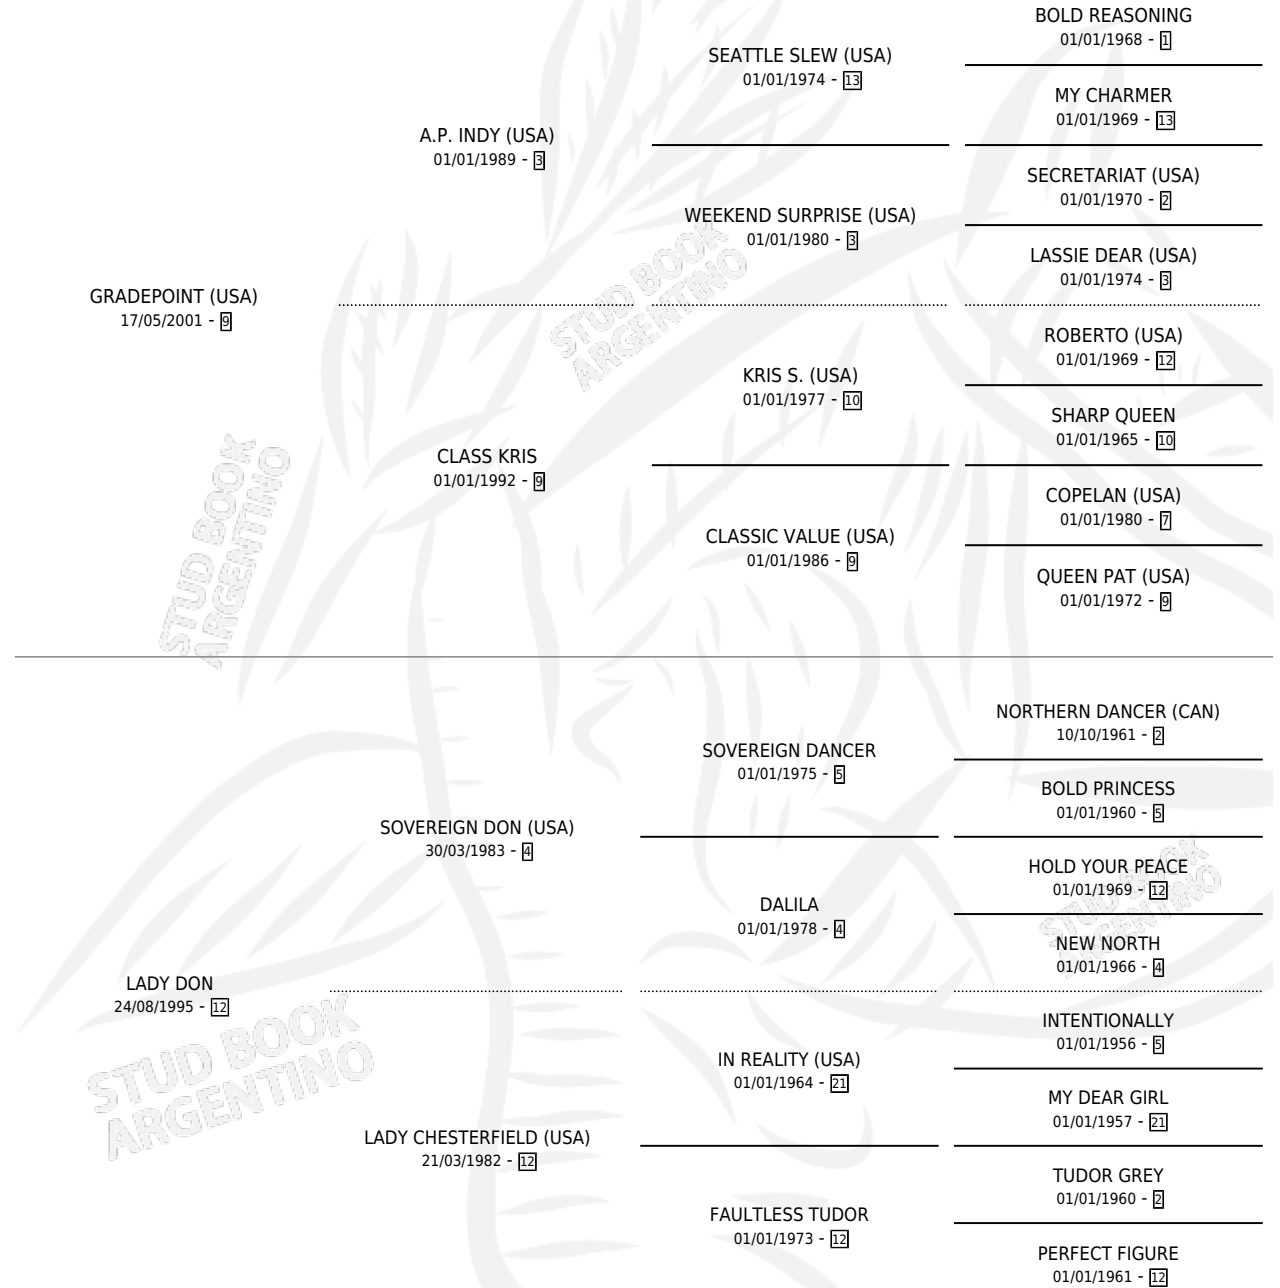 BOLD REASONING
01/01/1968 - 1
SEATTLE SLEW (USA)
01/01/1974 - 13
MY CHARMER
01/01/1969 - 13
A.P. INDY (USA)
01/01/1989 - 3
SECRETARIAT (USA)
01/01/1970 - 2
WEEKEND SURPRISE (USA)
01/01/1980 - 3
LASSIE DEAR (USA)
01/01/1974 - 3
GRADEPOINT (USA)
17/05/2001 - 9
ROBERTO (USA)
01/01/1969 - 12
KRIS S. (USA)
01/01/1977 - 10
SHARP QUEEN
01/01/1965 - 10
CLASS KRIS
01/01/1992 - 9
COPELAN (USA)
01/01/1980 - 7
CLASSIC VALUE (USA)
01/01/1986 - 9
QUEEN PAT (USA)
01/01/1972 - 9
STUD BOOK
ARGENTINO
STUD BOOK
ARGENTINO
NORTHERN DANCER (CAN)
10/10/1961 - 2
SOVEREIGN DANCER
01/01/1975 - 5
BOLD PRINCESS
01/01/1960 - 5
SOVEREIGN DON (USA)
30/03/1983 - 4
HOLD YOUR PEACE
01/01/1969 - 12
DALILA
01/01/1978 - 4
NEW NORTH
01/01/1966 - 4
LADY DON
24/08/1995 - 12
INTENTIONALLY
01/01/1956 - 5
IN REALITY (USA)
01/01/1964 - 21
MY DEAR GIRL
01/01/1957 - 21
LADY CHESTERFIELD (USA)
21/03/1982 - 12
TUDOR GREY
01/01/1960 - 2
FAULTLESS TUDOR
01/01/1973 - 12
PERFECT FIGURE
01/01/1961 - 12
STUD BOOK
ARGENTINO
STUD BOOK
ARGENTINO